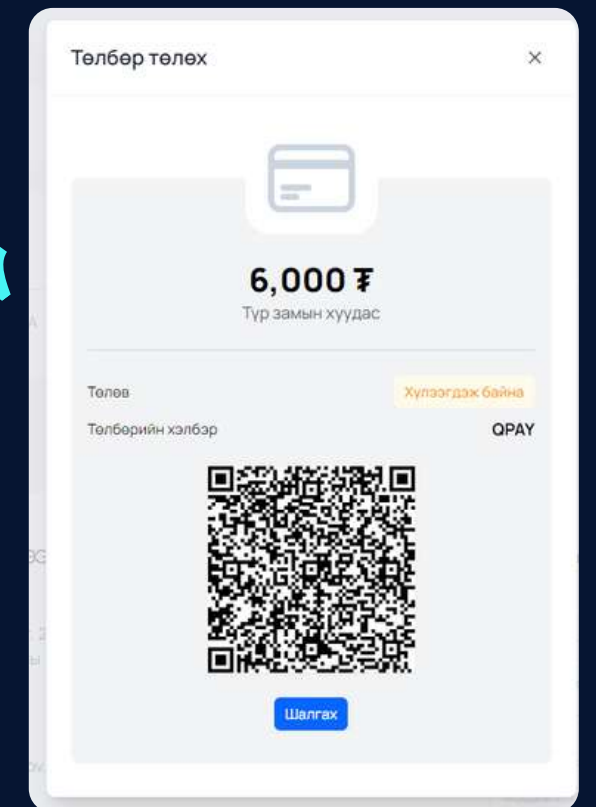 Төлбөр төлөх
6,000 ₮
Түр замын хуудас
Төлөв
Хүлээгдэж байна
Төлбөрийн хэлбэр
QPAY
Шалгах